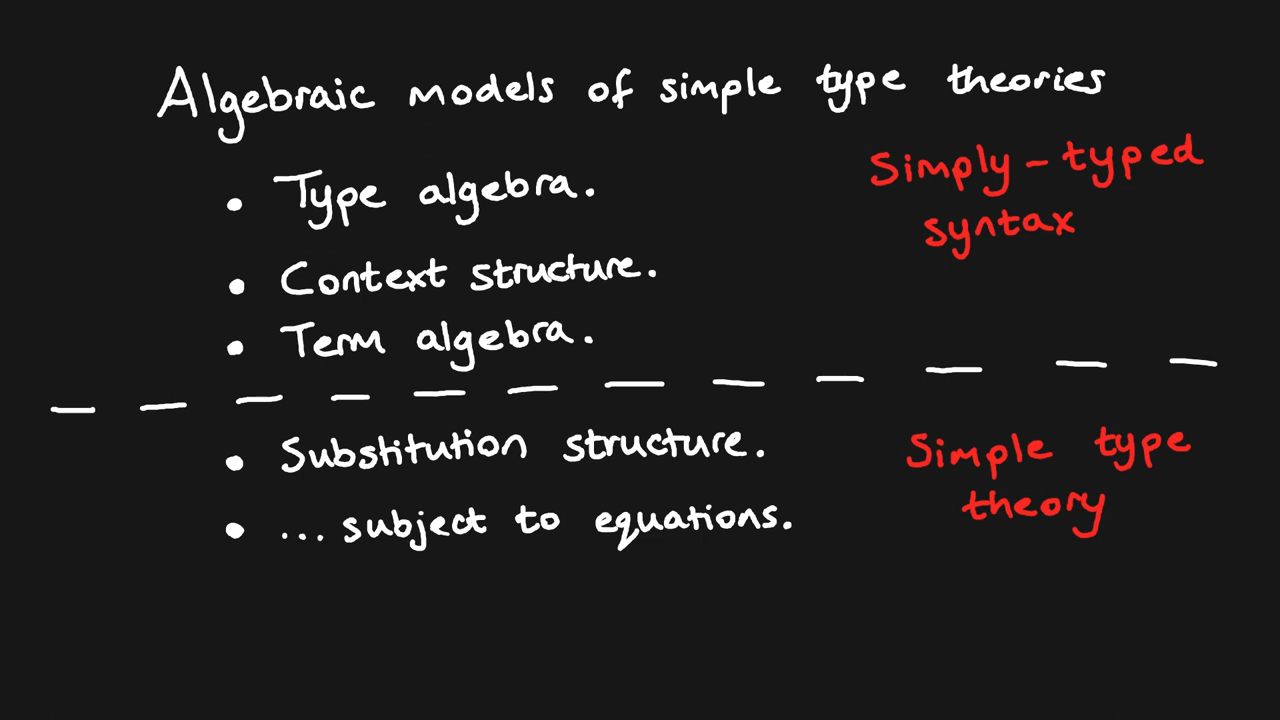 Algebraic models of simple type theories
• Type algebra.
Simply-typed
syntax
• Context structure.
• Term algebra.
• Substitution structure.
Simple type
theory
• ... subject to equations.